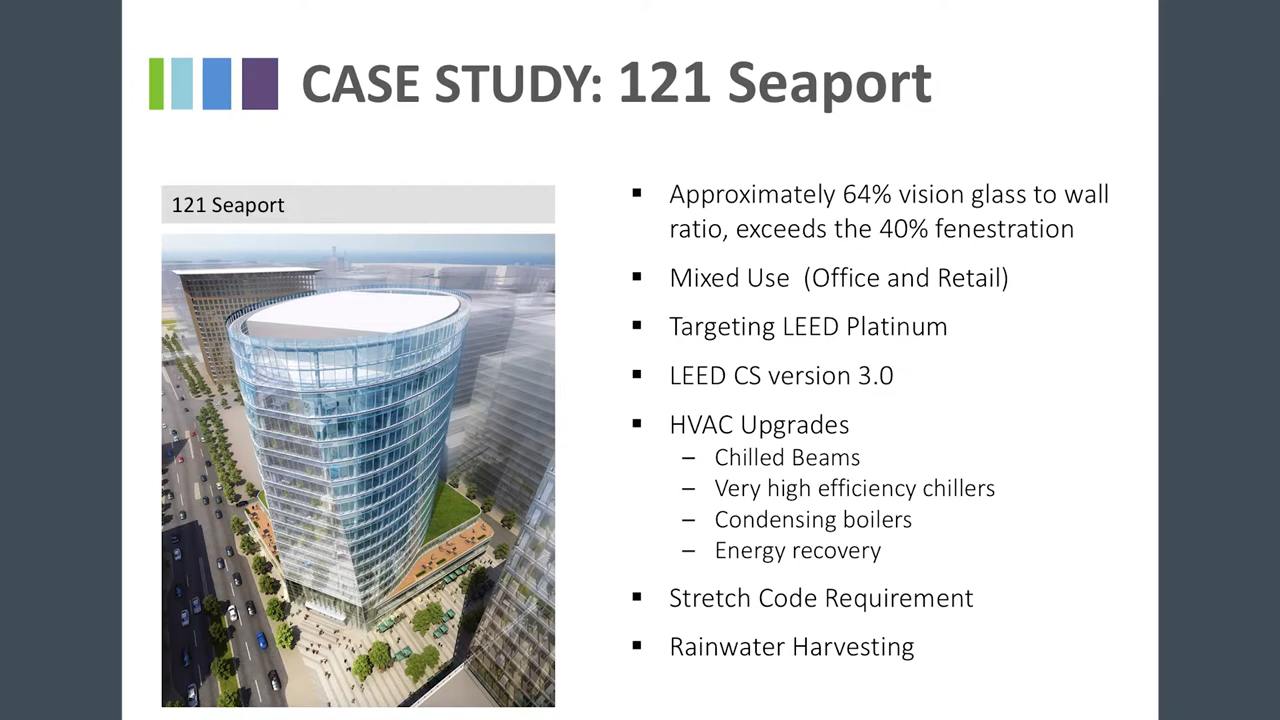 CASE STUDY: 121 Seaport
121 Seaport
▪ Approximately 64% vision glass to wall
ratio, exceeds the 40% fenestration
▪ Mixed Use  (Office and Retail)
▪ Targeting LEED Platinum
▪ LEED CS version 3.0
▪ HVAC Upgrades
– Chilled Beams
– Very high efficiency chillers
– Condensing boilers
– Energy recovery
▪ Stretch Code Requirement
▪ Rainwater Harvesting